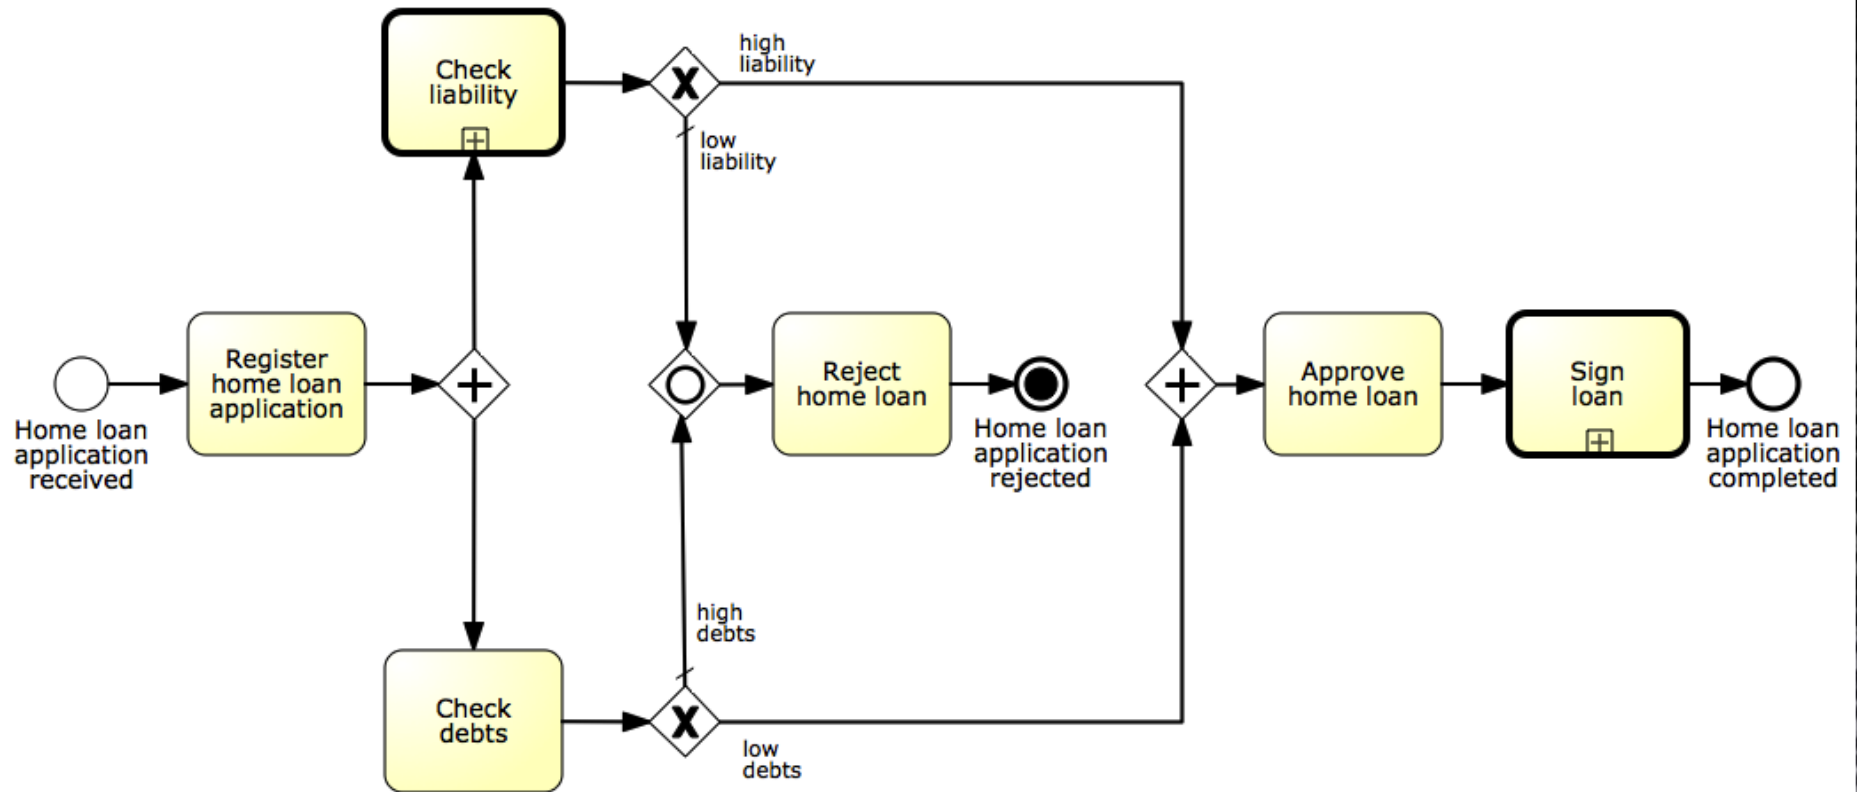 high
liability
Check
liability
low
liability
Register
home loan
application
Reject
home loan
Approve
home loan
Sign
loan
Home loan
application
received
Home loan
application
rejected
Home loan
application
completed
high
debts
Check
debts
low
debts